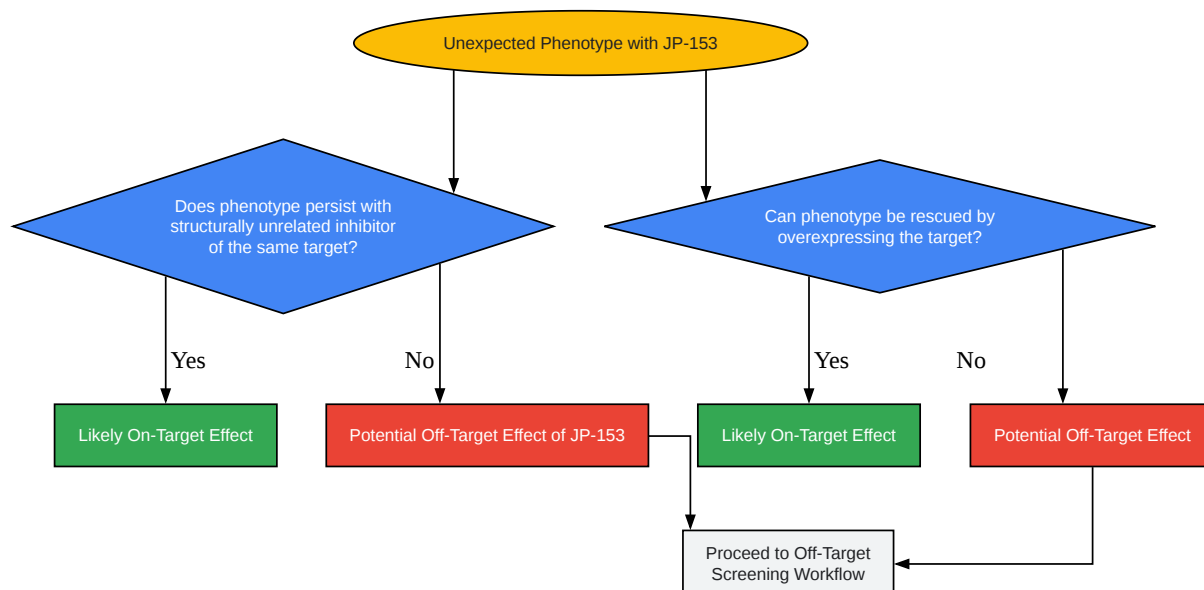 Unexpected Phenotype with JP-153
Does phenotype persist with
structurally unrelated inhibitor
of the same target?
Can phenotype be rescued by
overexpressing the target?
Yes
No
Yes
No
Likely On-Target Effect
Potential Off-Target Effect of JP-153
Likely On-Target Effect
Potential Off-Target Effect
Proceed to Off-Target
Screening Workflow